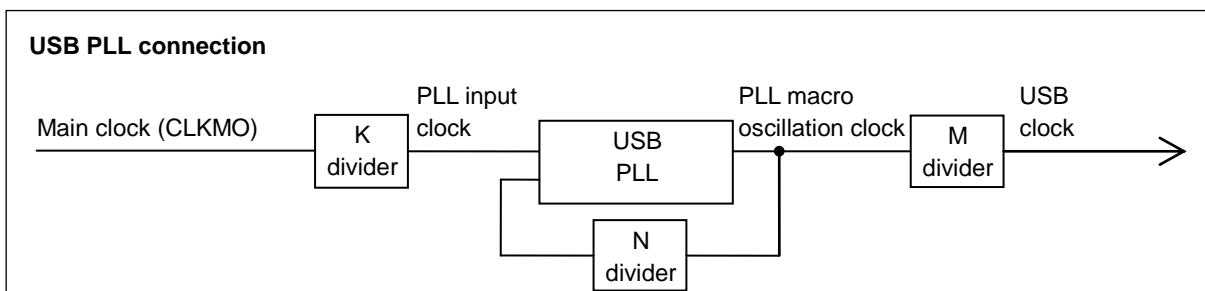 USB PLL connection
Main clock (CLKMO)
K
divider
PLL input
clock
USB
PLL
N
divider
PLL macro
oscillation clock
M
divider
USB
clock